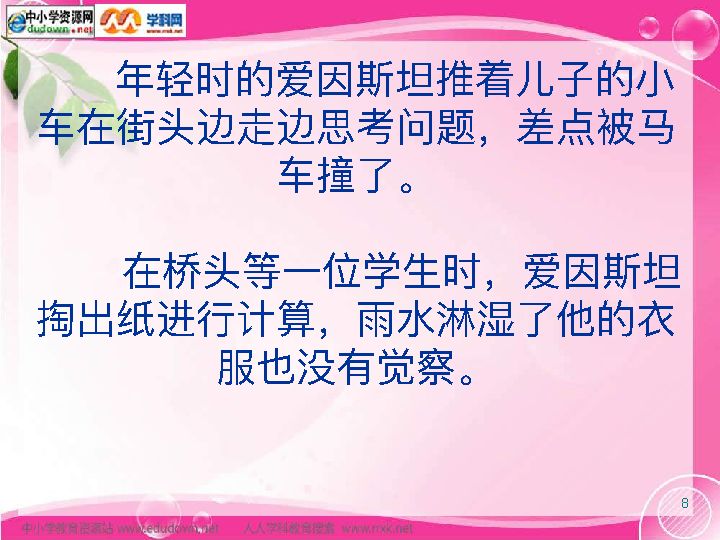 中小学资源网
edudown.net
学科网
www.rrxk.net
年轻时的爱因斯坦推着儿子的小
车在街头边走边思考问题，差点被马
车撞了。
在桥头等一位学生时，爱因斯坦
掏出纸进行计算，雨水淋湿了他的衣
服也没有觉察。
8
中小学教育资源站 www.edudown.net 人人学科教育搜索 www.rrxk.net